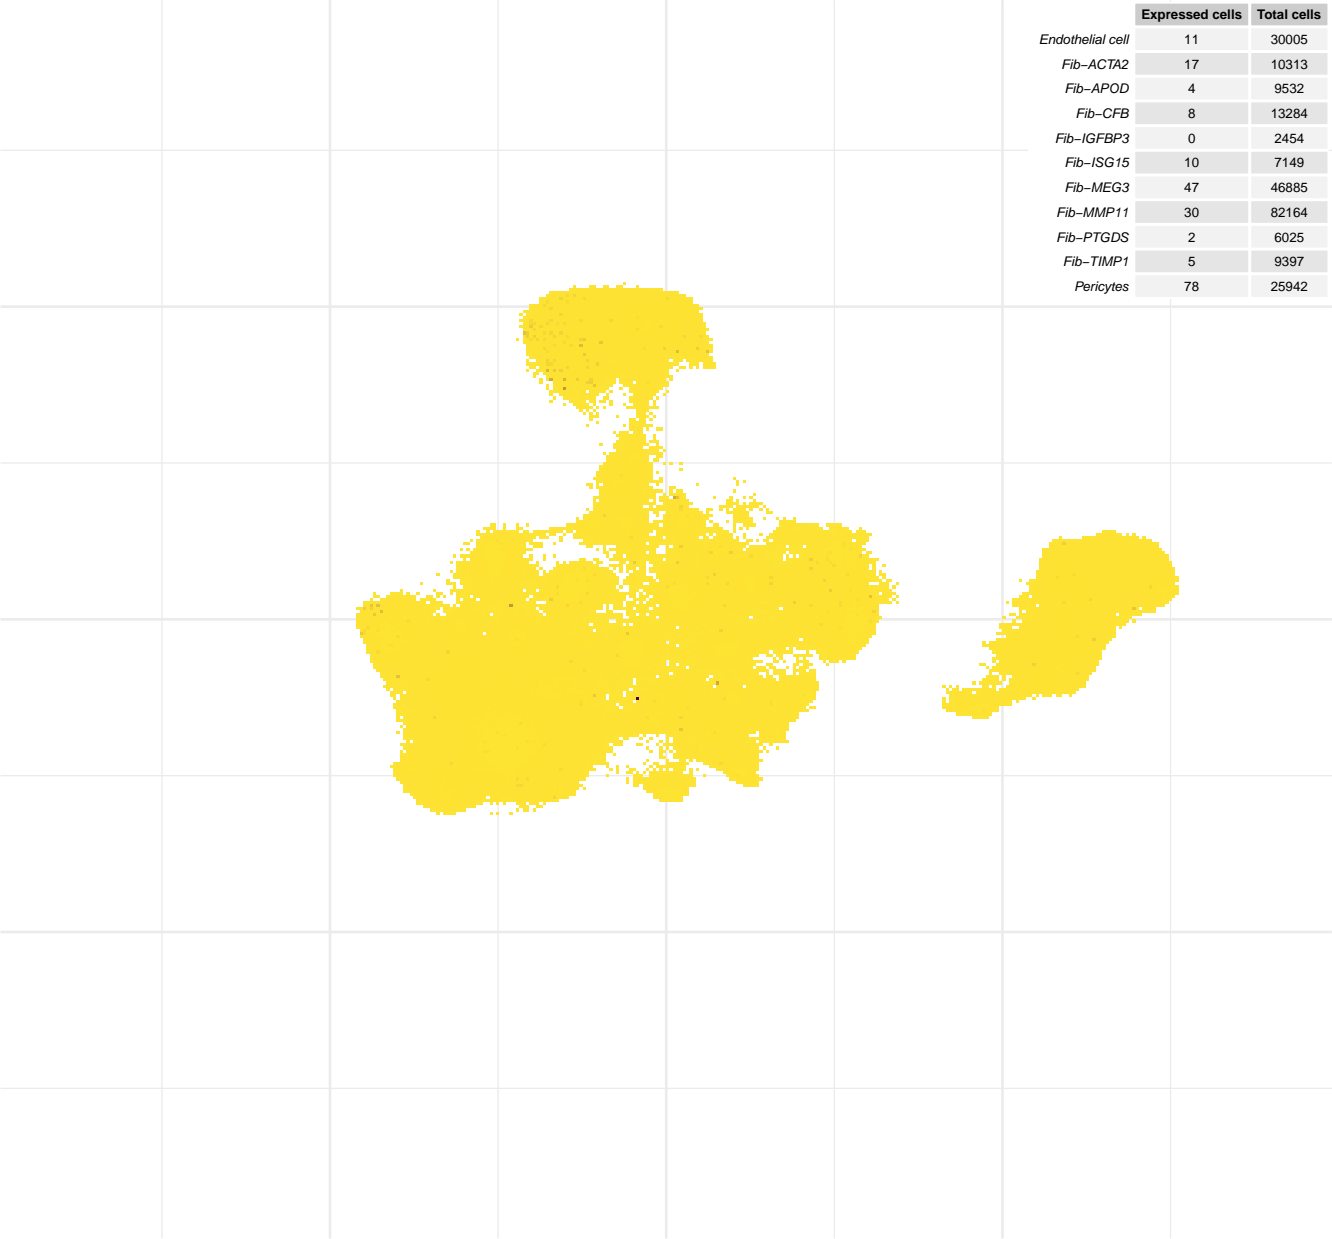 Expressed cells Total cells
Endothelial cell 11 30005
Fib−ACTA2 17 10313
Fib−APOD 4 9532
Fib−CFB 8 13284
Fib−IGFBP3 0 2454
Fib−ISG15 10 7149
Fib−MEG3 47 46885
Fib−MMP11 30 82164
Fib−PTGDS 2 6025
Fib−TIMP1 5 9397
Pericytes 78 25942